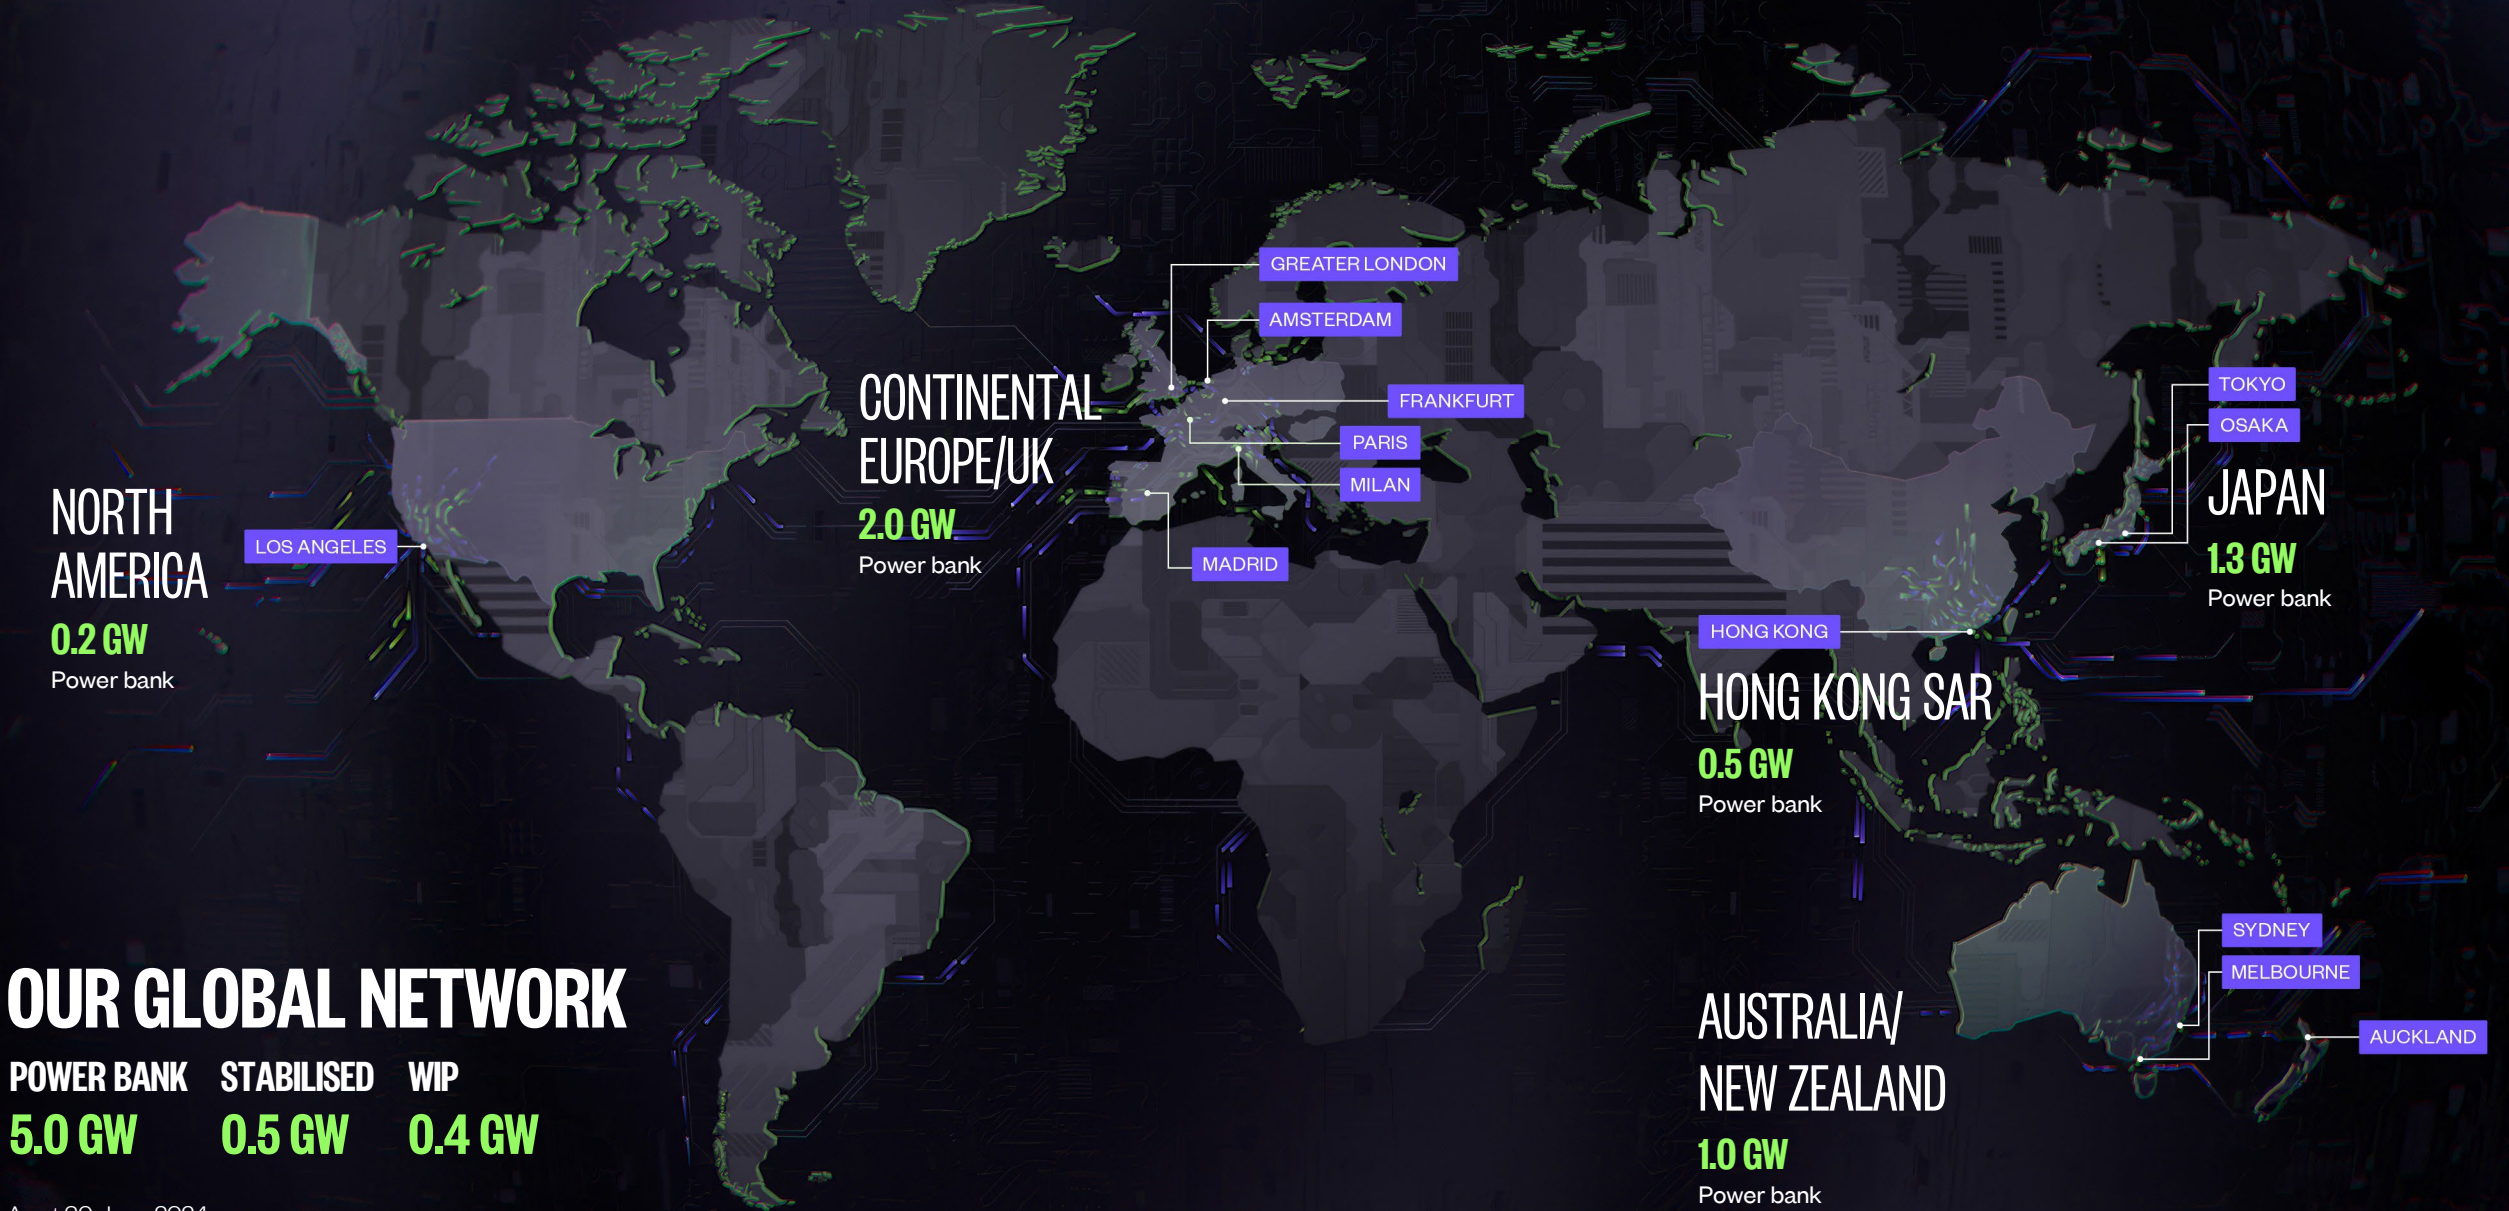 GREATER LONDON
AMSTERDAM
FRANKFURT
PARIS
MILAN
MADRID
CONTINENTAL
EUROPE/UK
2.0 GW
Power bank
NORTH
AMERICA
LOS ANGELES
0.2 GW
Power bank
TOKYO
OSAKA
JAPAN
1.3 GW
Power bank
HONG KONG
HONG KONG SAR
0.5 GW
Power bank
SYDNEY
MELBOURNE
AUCKLAND
AUSTRALIA/
NEW ZEALAND
1.0 GW
Power bank
OUR GLOBAL NETWORK
POWER BANK STABILISED WIP
5.0 GW 0.5 GW 0.4 GW